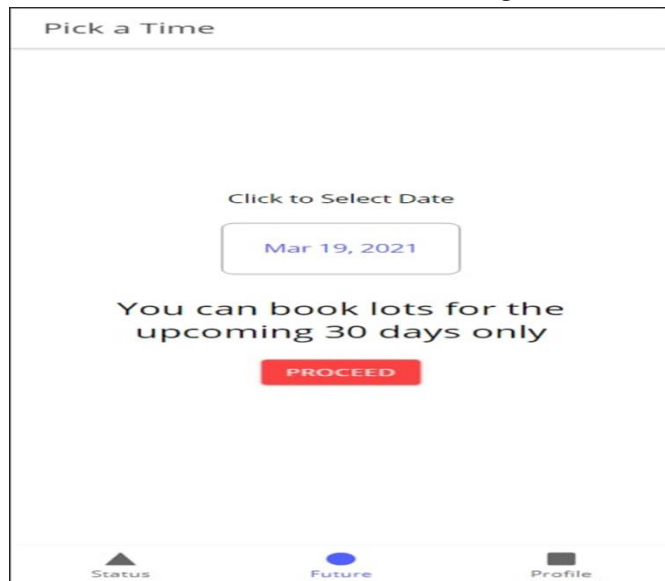 Pick a Time
Click to Select Date
Mar 19, 2021
You can book lots for the
upcoming 30 days only
PROCEED
Status
Future
Profile